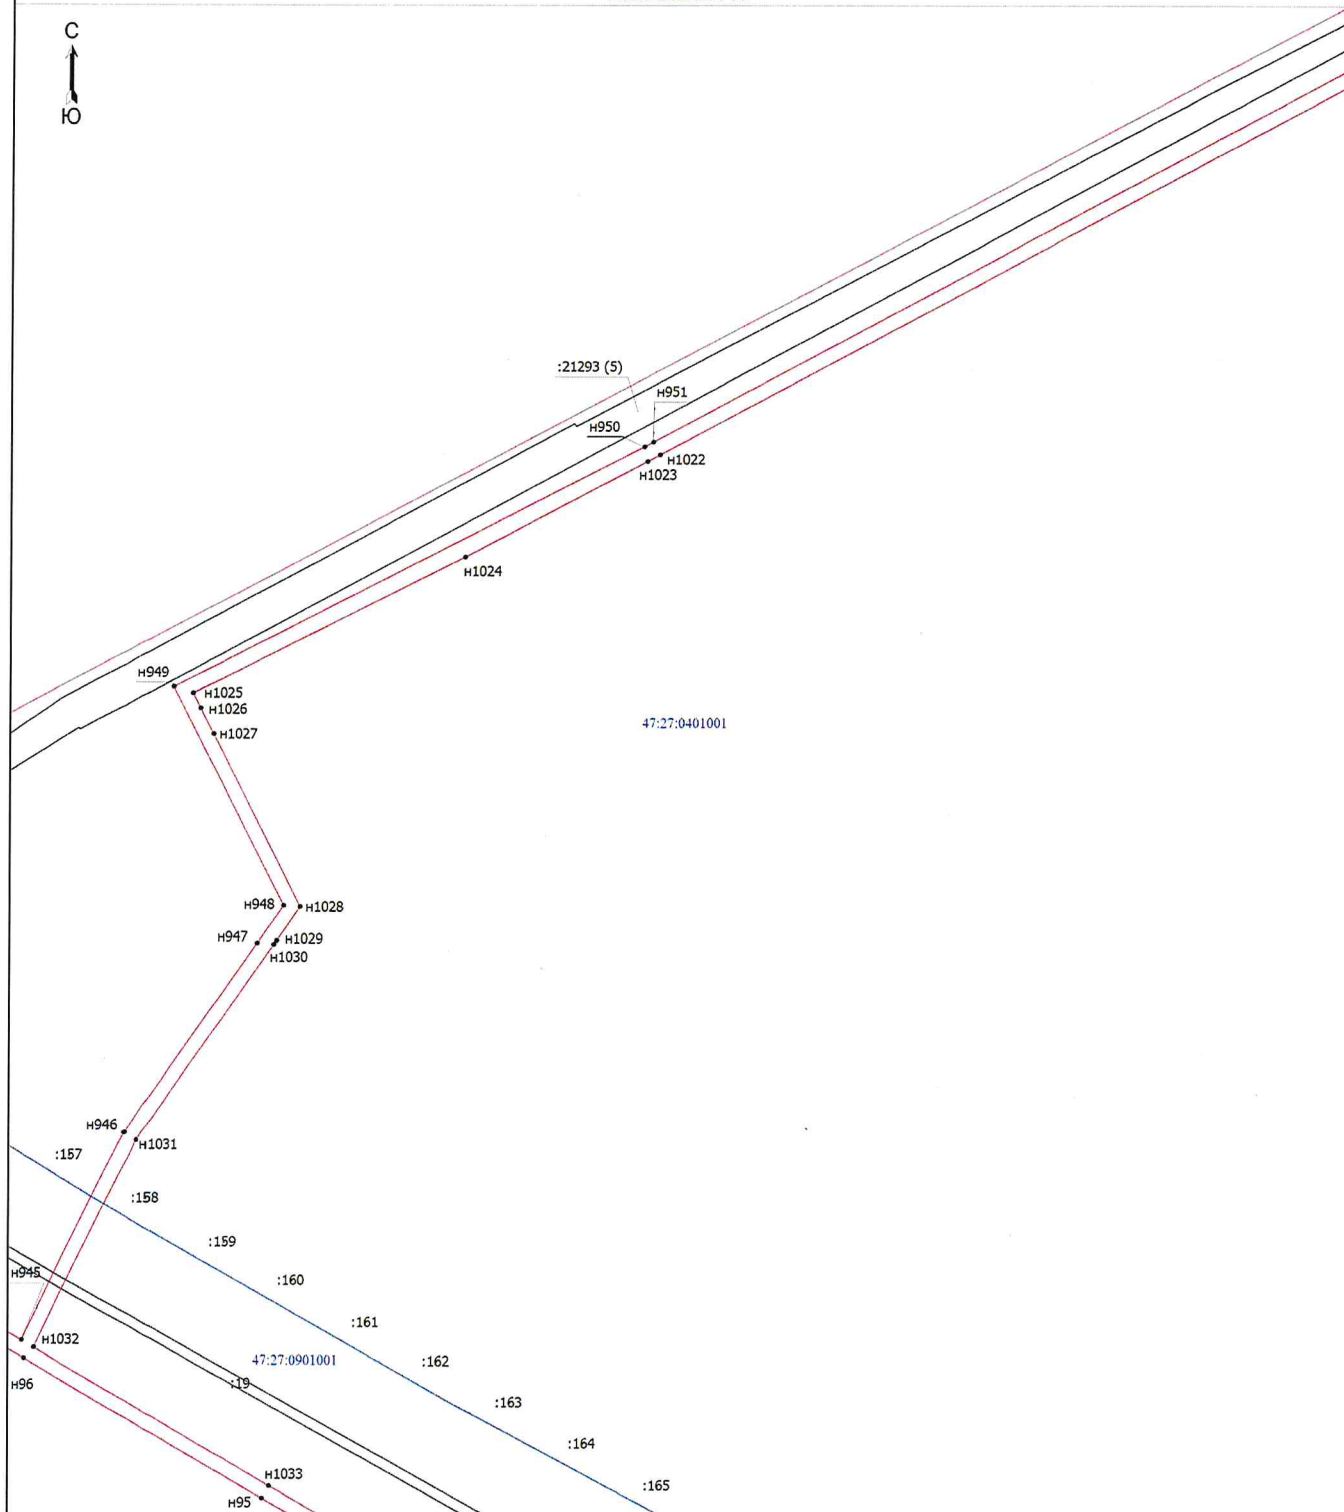 С
Ю
:21293 (5)
н951
н950
н1022
н1023
н1024
н949
н1025
н1026
47:27:0401001
н1027
н948
н1028
н947
н1029
н1030
н946
н1031
:157
:158
:159
н945
:160
:161
н1032
47:27:0901001
:162
н96
:19
:163
:164
н1033
:165
н95